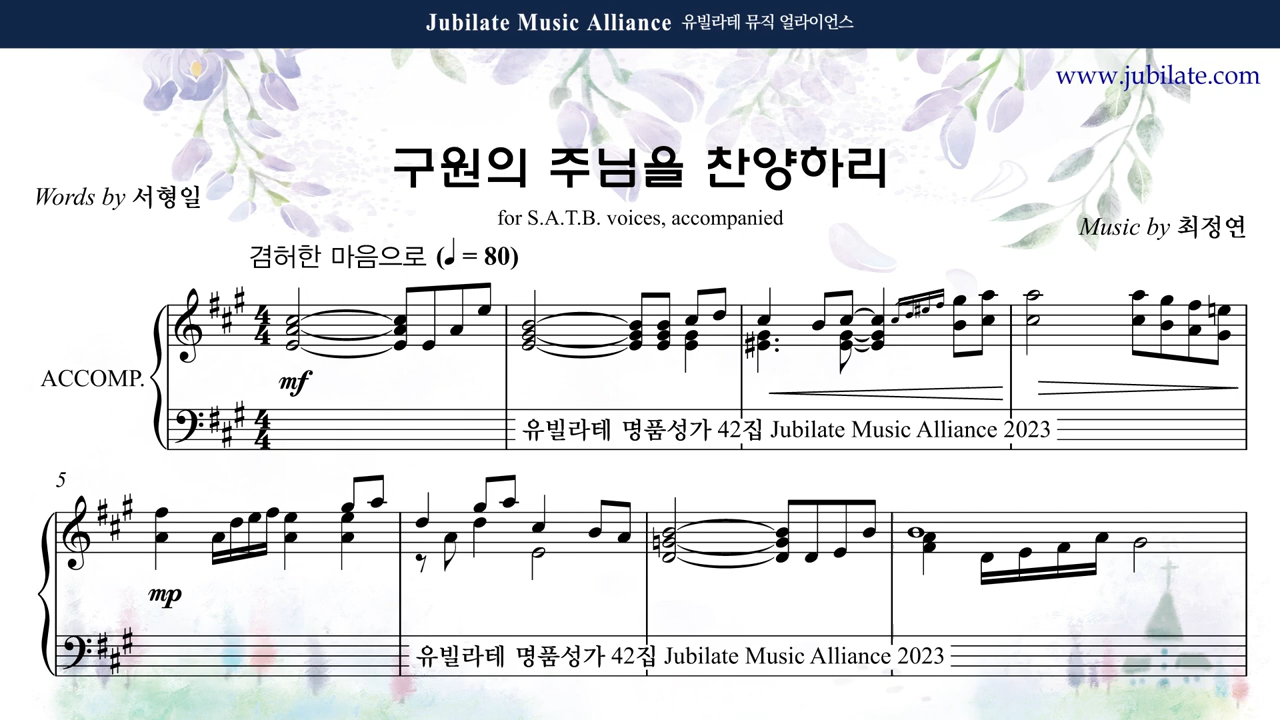 Jubilate Music Alliance 유빌라테 뮤직 얼라이언스
www.jubilate.com
구원의 주님을 찬양하리
Words by 서형일
for S.A.T.B. voices, accompanied
Music by 최정연
겸허한 마음으로 (♩ = 80)
4
4
ACCOMP.
mf
4
4
유빌라테 명품성가 42집 Jubilate Music Alliance 2023
5
mp
유빌라테 명품성가 42집 Jubilate Music Alliance 2023